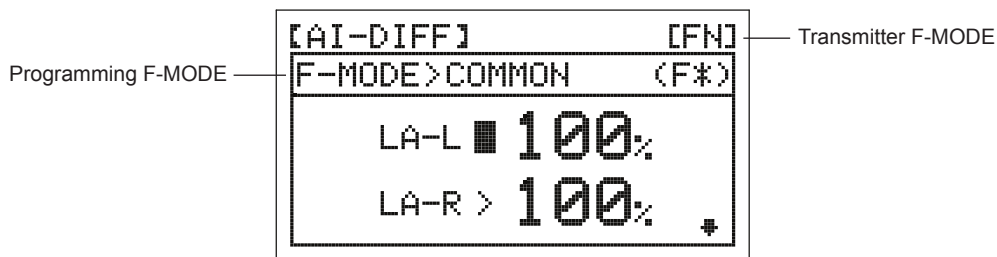 [AI-DIFF] [FN]
Transmitter F-MODE
Programming F-MODE
F-MODE>COMMON (F*)
LA-L 100%
LA-R > 100%